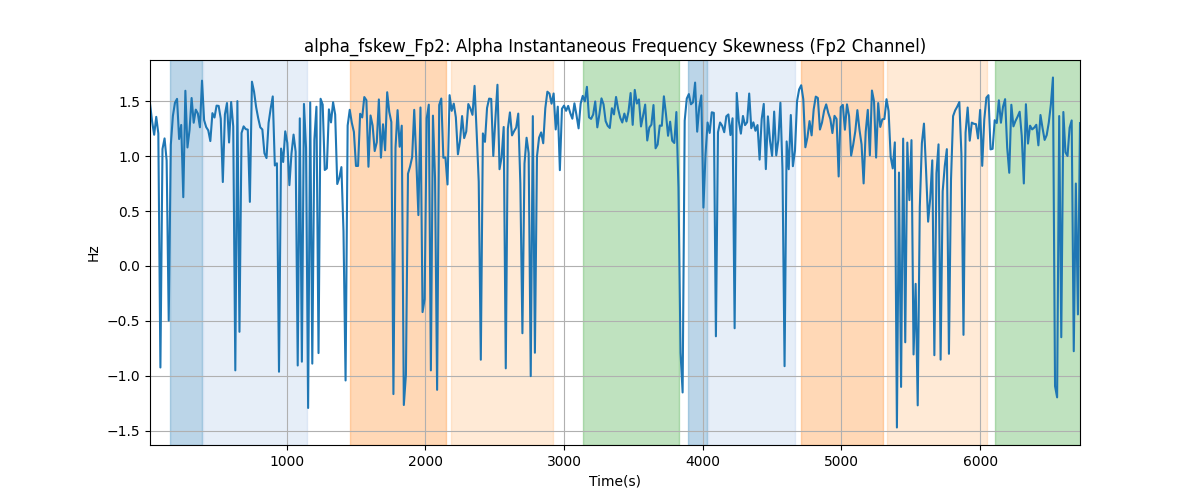 alpha_fskew_Fp2: Alpha Instantaneous Frequency Skewness (Fp2 Channel)
Hz
1.5
1.0
0.5
0.0
−0.5
−1.0
−1.5
1000 2000 3000 4000 5000 6000
Time(s)